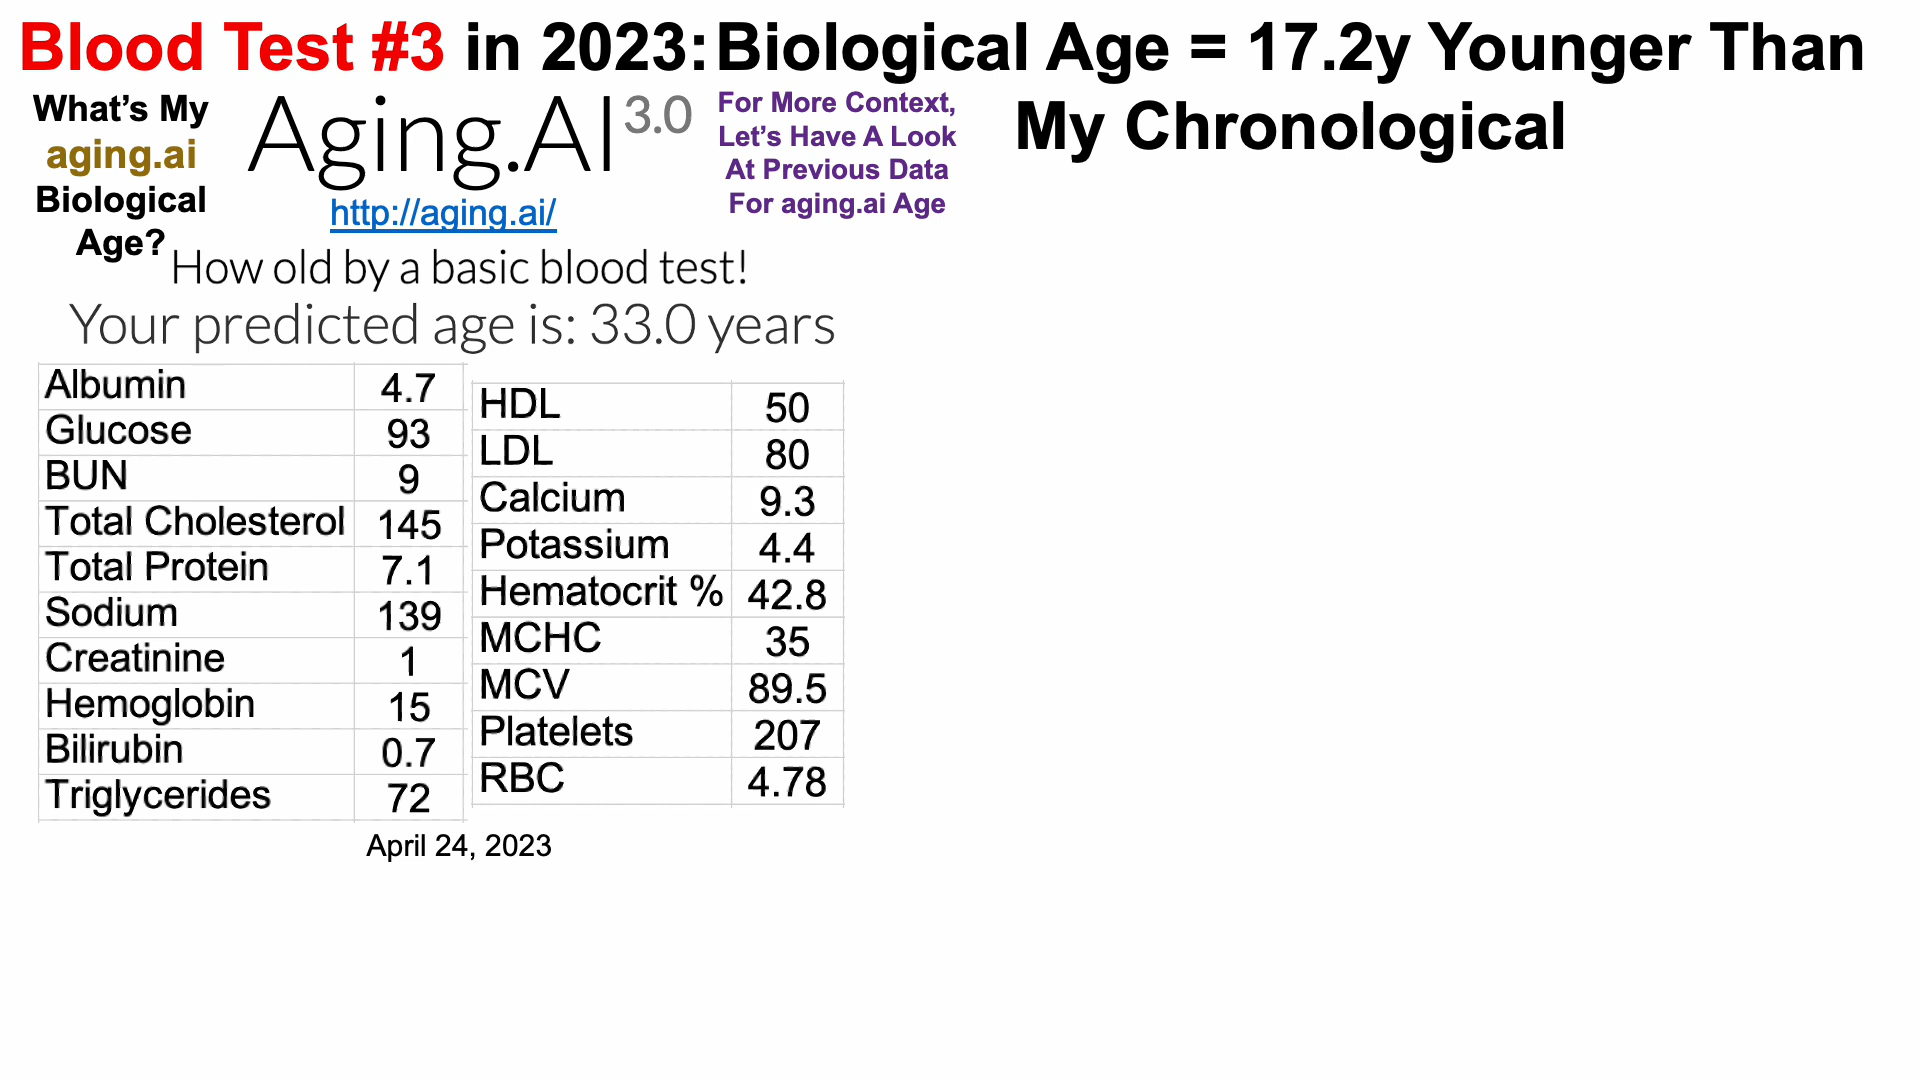 Blood Test #3 in 2023: Biological Age = 17.2y Younger Than
My Chronological
What’s My
aging.ai
Biological
Age?
Aging.AI 3.0
http://aging.ai/
For More Context,
Let’s Have A Look
At Previous Data
For aging.ai Age
How old by a basic blood test!
Your predicted age is: 33.0 years
Albumin 4.7
Glucose 93
BUN 9
Total Cholesterol 145
Total Protein 7.1
Sodium 139
Creatinine 1
Hemoglobin 15
Bilirubin 0.7
Triglycerides 72
HDL 50
LDL 80
Calcium 9.3
Potassium 4.4
Hematocrit % 42.8
MCHC 35
MCV 89.5
Platelets 207
RBC 4.78
April 24, 2023